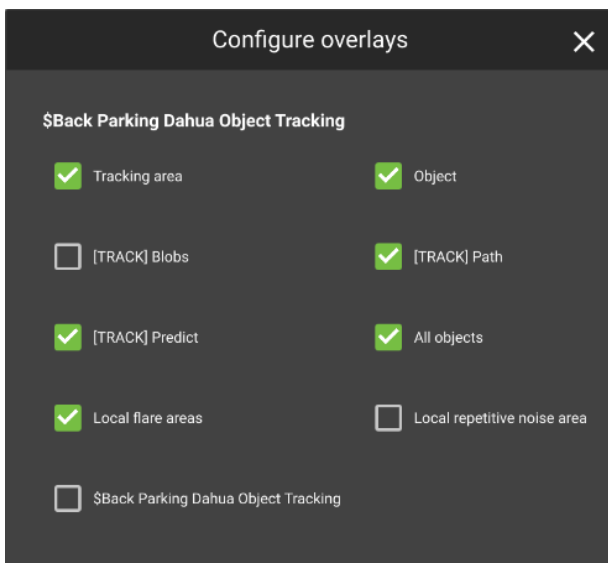 Configure overlays
$Back Parking Dahua Object Tracking
Tracking area
Object
[TRACK] Blobs
[TRACK] Path
[TRACK] Predict
All objects
Local flare areas
Local repetitive noise area
$Back Parking Dahua Object Tracking